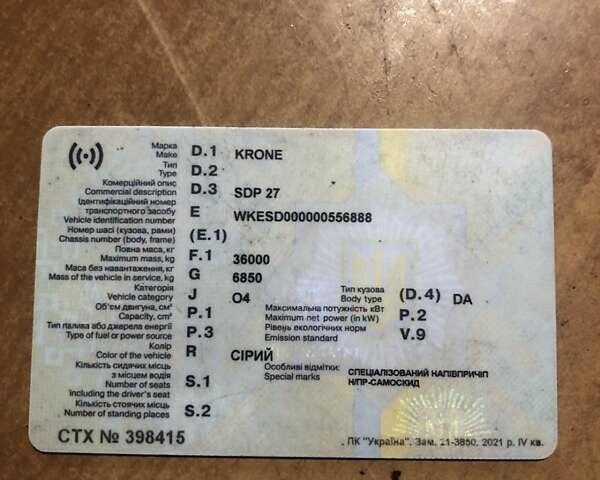 Марка
Make D.1 KRONE
Тип
Type D.2
Комерційний опис
Commercial description D.3 SDP 27
Ідентифікаційний номер
транспортного засобу
Vehicle identification number E WKESD000000556888
Номер шасі (кузова, рами)
Chassis number (body, frame) (E.1)
Повна маса, кг
Maximum mass, kg F.1 36000
Маса без навантаження, кг
Mass of the vehicle in service, kg G 6850
Категорія
Vehicle category J O4
Тип кузова
Body type (D.4) DA
Об'єм двигуна, см³
Capacity, cm³ P.1
Максимальна потужність кВт
Maximum net power (in kW) P.2
Тип палива або джерела енергії
Type of fuel or power source P.3
Рівень екологічних норм
Emission standard V.9
Колір
Color of the vehicle R СІРИЙ
Особливі відмітки:
Special marks СПЕЦІАЛІЗОВАНИЙ НАПІВПРИЧІП
Н/ПР-САМОСКИД
Кількість сидячих місць
з місцем водія
Number of seats
including the driver's seat S.1
Кількість стоячих місць
Number of standing places S.2
СТХ № 398415
ПК "Україна". Зам. 21-3850. 2021 р. IV кв.